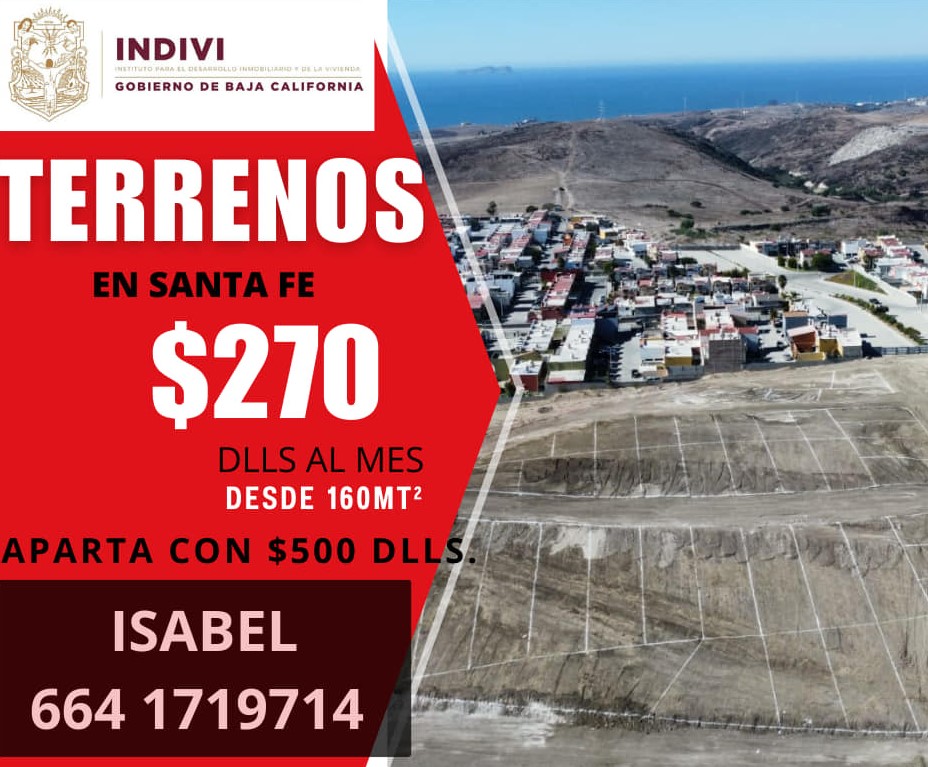 INDIVI
INSTITUTO PARA EL DESARROLLO INMOBILIARIO Y DE LA VIVIENDA
GOBIERNO DE BAJA CALIFORNIA
TERRENOS
EN SANTA FE
$270
DLLS AL MES
DESDE 160MT²
APARTA CON $500 DLLS.
ISABEL
664 1719714